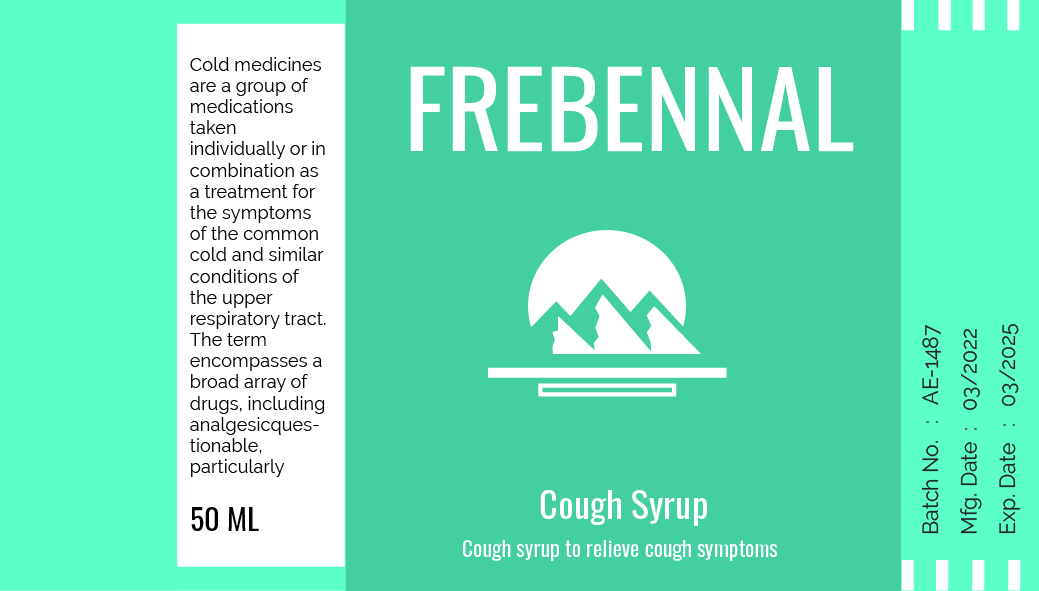 Cold medicines
are a group of
medications
taken
individually or in
combination as
a treatment for
the symptoms
of the common
cold and similar
conditions of
the upper
respiratory tract.
The term
encompasses a
broad array of
drugs, including
analgesicques-
tionable,
particularly
50 ML
FREBENNAL
Cough Syrup
Cough syrup to relieve cough symptoms
Batch No. : AE-1487
Mfg. Date : 03/2022
Exp. Date : 03/2025